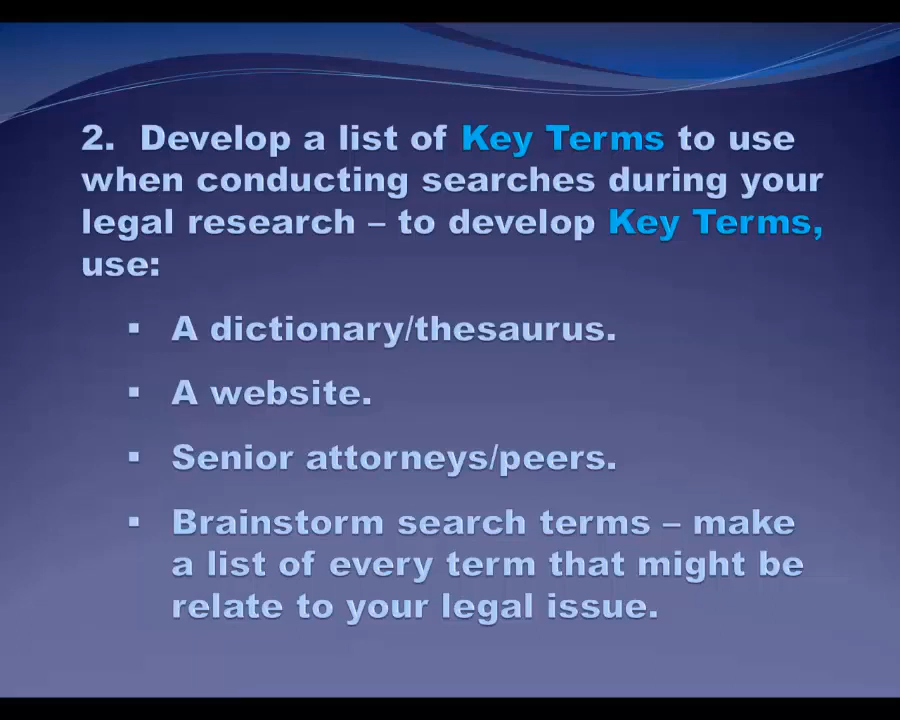 2. Develop a list of Key Terms to use
when conducting searches during your
legal research – to develop Key Terms,
use:
▪ A dictionary/thesaurus.
▪ A website.
▪ Senior attorneys/peers.
▪ Brainstorm search terms – make
a list of every term that might be
relate to your legal issue.